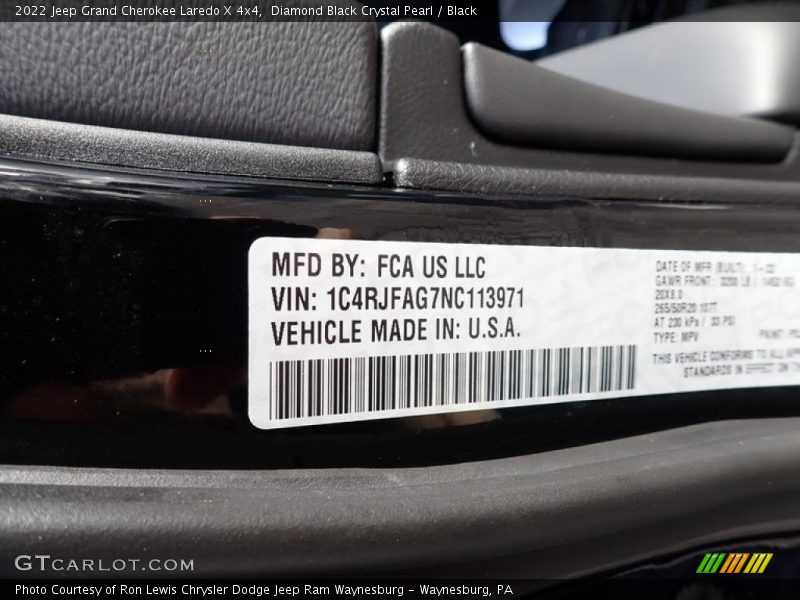 2022 Jeep Grand Cherokee Laredo X 4x4, Diamond Black Crystal Pearl / Black
MFD BY: FCA US LLC
VIN: 1C4RJFAG7NC113971
VEHICLE MADE IN: U.S.A.
DATE OF MFR (BUILT):
GAWR FRONT: 3200 LB /
20X8.0
265/50R20 107T
AT 230 kPa / 33 PSI
TYPE: MPV PAINT:
THIS VEHICLE CONFORMS TO ALL
STANDARDS IN EFFECT ON
GTCARLOT.COM
Photo Courtesy of Ron Lewis Chrysler Dodge Jeep Ram Waynesburg - Waynesburg, PA